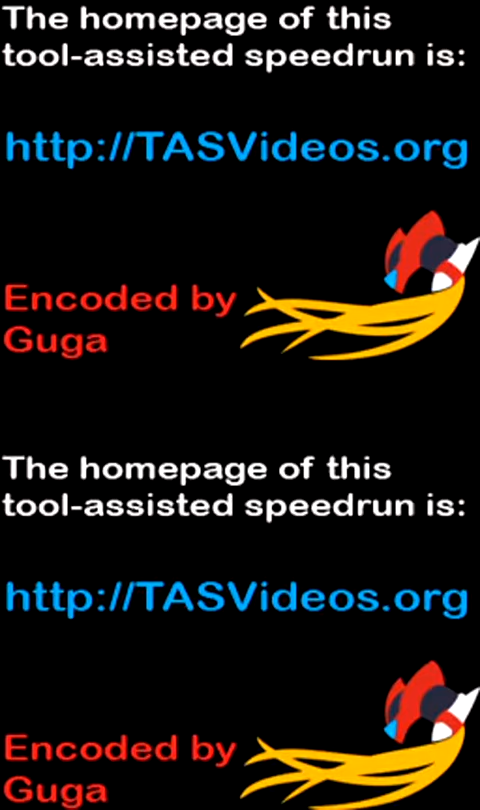 The homepage of this
tool-assisted speedrun is:
http://TASVideos.org
Encoded by
Guga
The homepage of this
tool-assisted speedrun is:
http://TASVideos.org
Encoded by
Guga